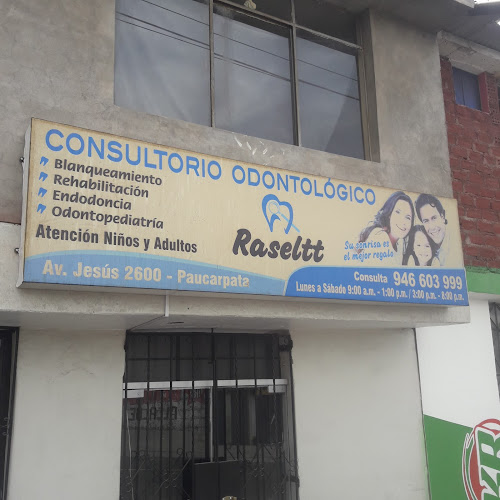 CONSULTORIO ODONTOLÓGICO
Blanqueamiento
Rehabilitación
Endodoncia
Odontopediatría
Atención Niños y Adultos
Raseltt
Su sonrisa es
el mejor regalo
Av. Jesús 2600 - Paucarpata
Consulta 946 603 999
Lunes a Sábado 9:00 a.m. - 1:00 p.m. / 2:00 p.m. - 8:00 p.m.